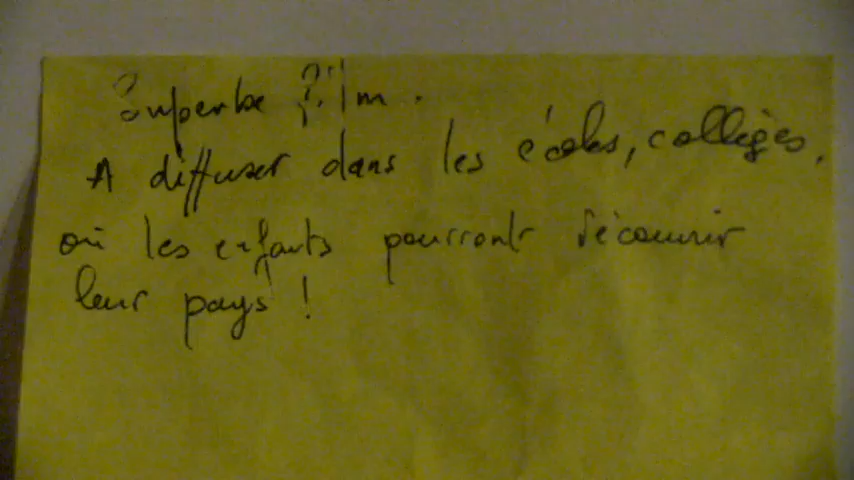 Superbe film.
A diffuser dans les écoles, collèges,
où les enfants pourront découvrir
leur pays !